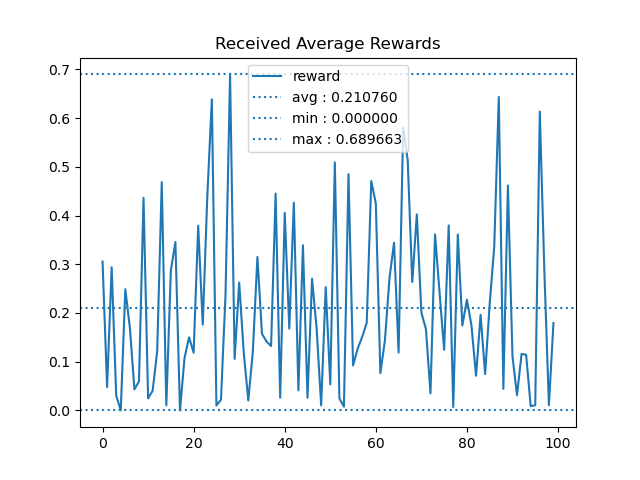 Received Average Rewards
reward
avg : 0.210760
min : 0.000000
max : 0.689663
0.7
0.6
0.5
0.4
0.3
0.2
0.1
0.0
0 20 40 60 80 100